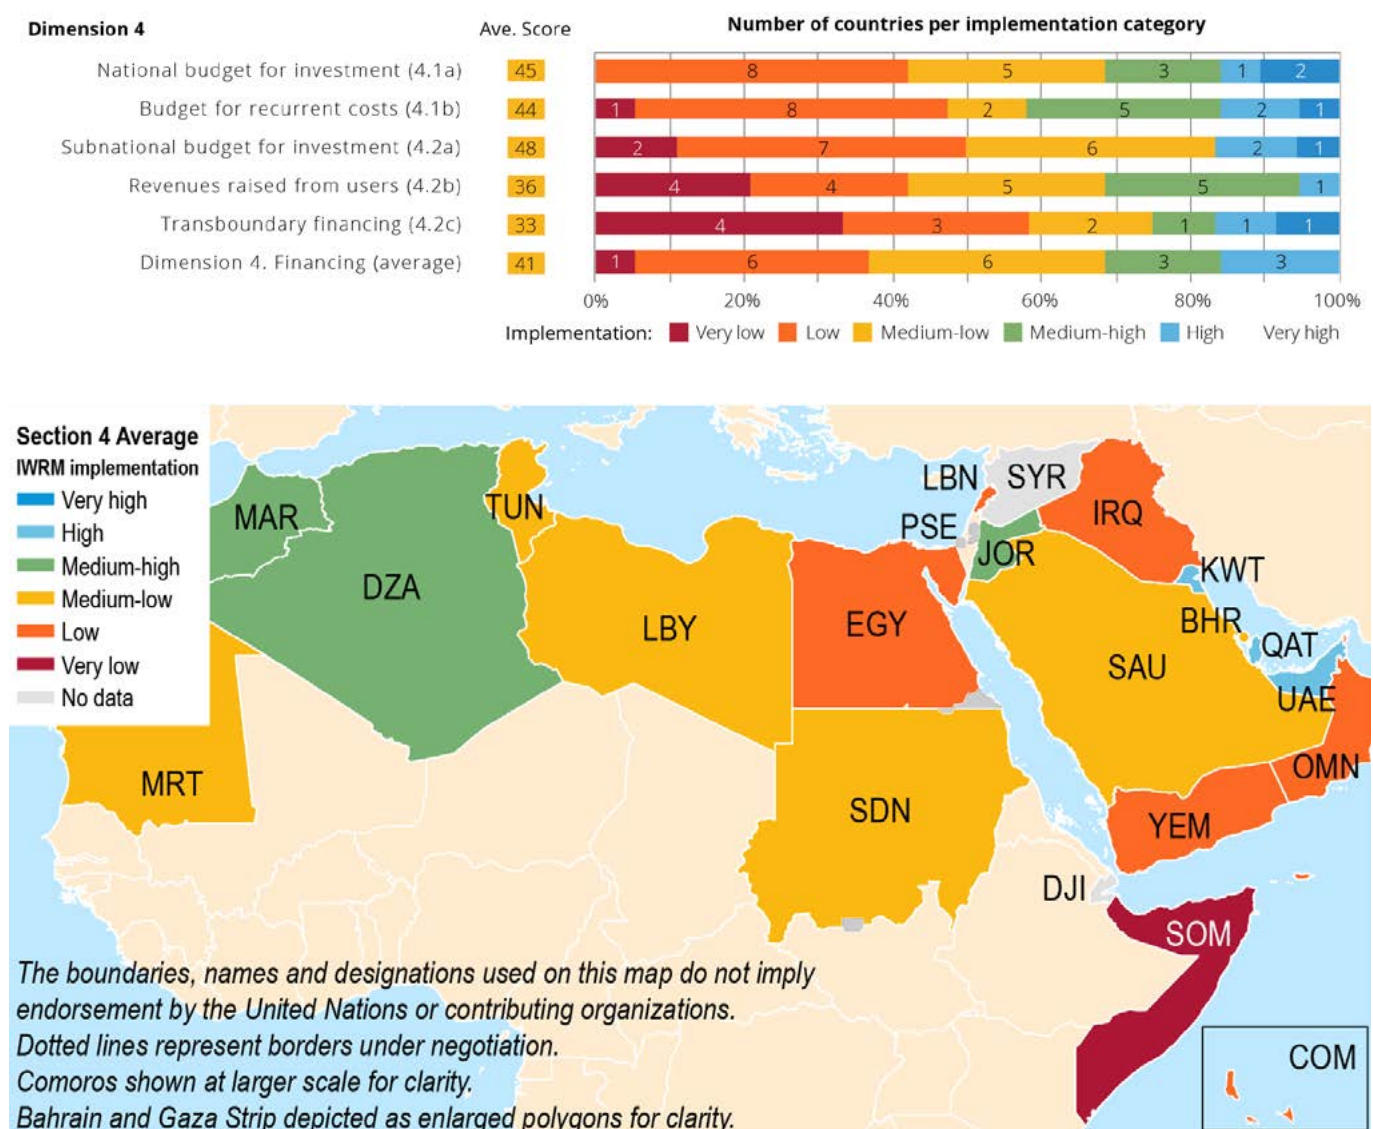 Dimension 4
Ave. Score
Number of countries per implementation category
National budget for investment (4.1a) 45 8 5 3 1 2
Budget for recurrent costs (4.1b) 44 1 8 2 5 2 1
Subnational budget for investment (4.2a) 48 2 7 6 2 1
Revenues raised from users (4.2b) 36 4 4 5 5 1
Transboundary financing (4.2c) 33 4 3 2 1 1 1
Dimension 4. Financing (average) 41 1 6 6 3 3
0% 20% 40% 60% 80% 100%
Implementation: Very low Low Medium-low Medium-high High Very high
Section 4 Average
IWRM implementation
Very high
High
Medium-high
Medium-low
Low
Very low
No data
MAR
DZA
TUN
LBY
EGY
LBN
SYR
PSE
JOR
IRQ
KWT
BHR
QAT
SAU
UAE
OMN
MRT
SDN
YEM
DJI
SOM
COM
The boundaries, names and designations used on this map do not imply
endorsement by the United Nations or contributing organizations.
Dotted lines represent borders under negotiation.
Comoros shown at larger scale for clarity.
Bahrain and Gaza Strip depicted as enlarged polygons for clarity.